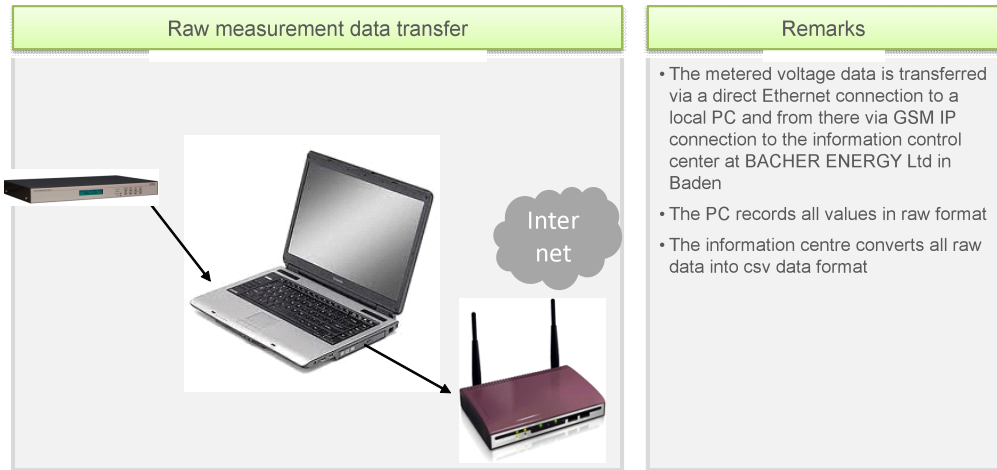 Raw measurement data transfer
Remarks
Inter
net
• The metered voltage data is transferred
via a direct Ethernet connection to a
local PC and from there via GSM IP
connection to the information control
center at BACHER ENERGY Ltd in
Baden
• The PC records all values in raw format
• The information centre converts all raw
data into csv data format